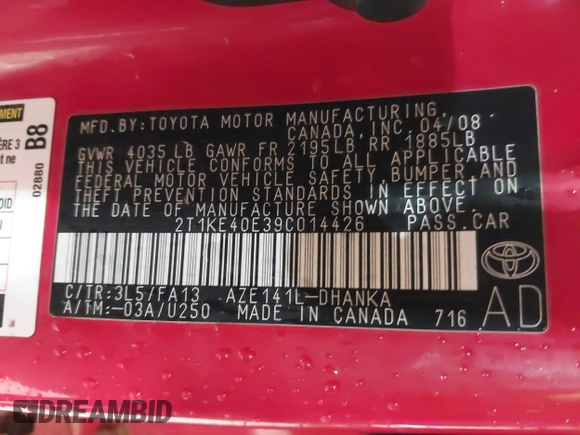 MFD. BY: TOYOTA MOTOR MANUFACTURING,
CANADA, INC. 04/08
GVWR 4035 LB GAWR FR 2195LB RR 1885LB
THIS VEHICLE CONFORMS TO ALL APPLICABLE
FEDERAL MOTOR VEHICLE SAFETY, BUMPER AND
THEFT PREVENTION STANDARDS IN EFFECT ON
THE DATE OF MANUFACTURE SHOWN ABOVE.
2T1KE40E39C014426 PASS. CAR
C/TR:3L5/FA13 AZE141L-DHANKA
A/TM:-03A/U250 MADE IN CANADA 716
AD
B8
02880
DREAMBID